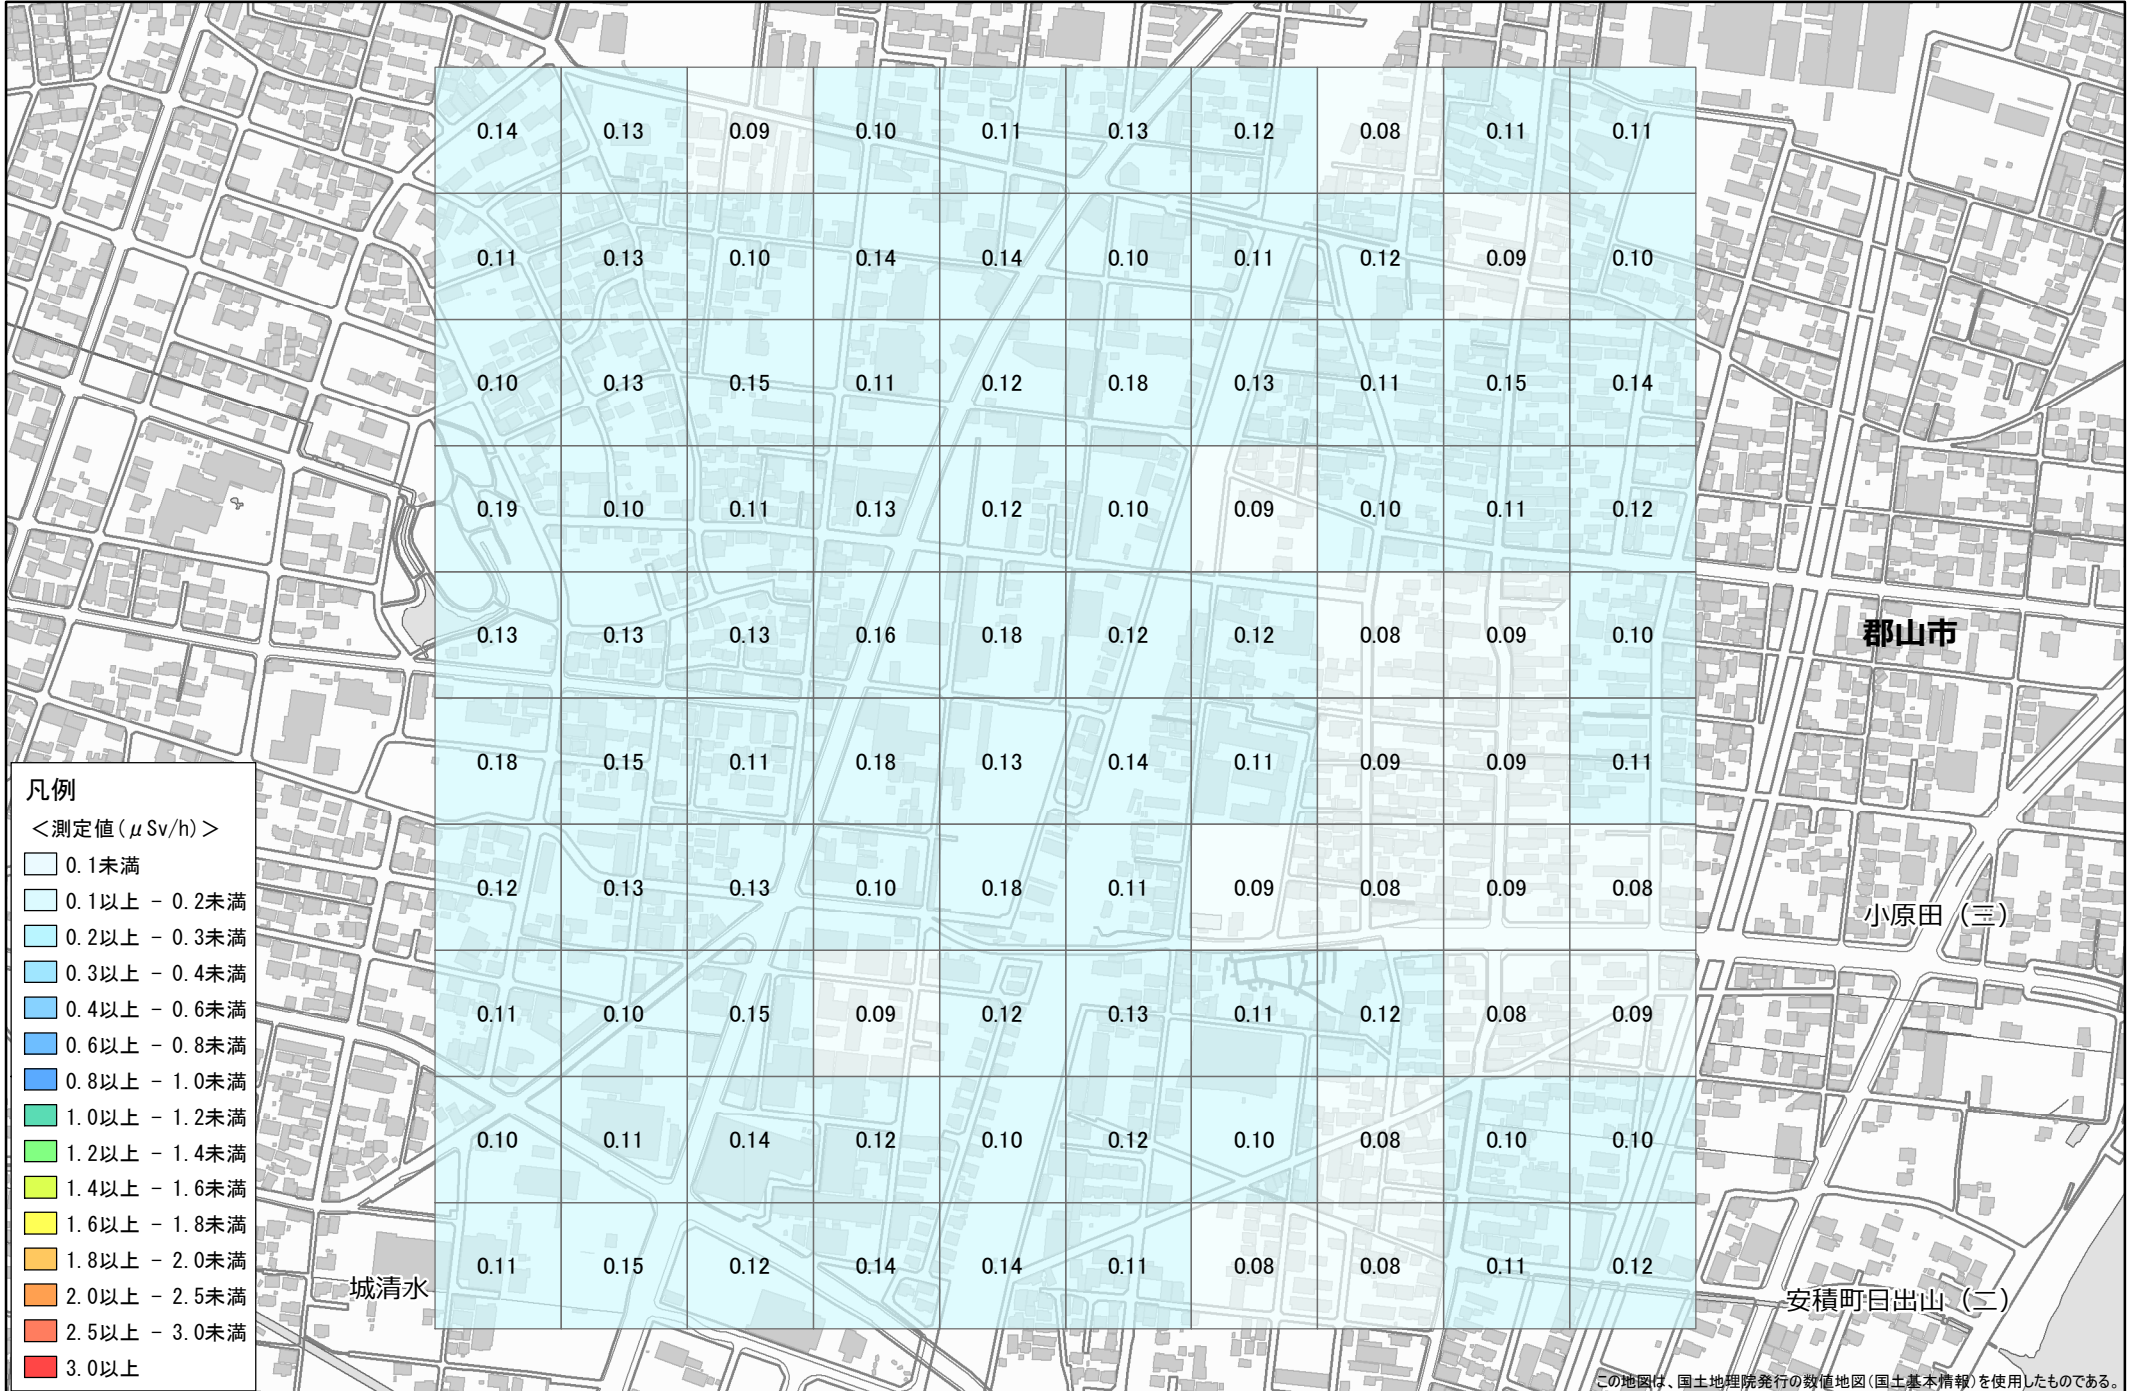 0.14 0.13 0.09 0.10 0.11 0.13 0.12 0.08 0.11 0.11
0.11 0.13 0.10 0.14 0.14 0.10 0.11 0.12 0.09 0.10
0.10 0.13 0.15 0.11 0.12 0.18 0.13 0.11 0.15 0.14
0.19 0.10 0.11 0.13 0.12 0.10 0.09 0.10 0.11 0.12
0.13 0.13 0.13 0.16 0.18 0.12 0.12 0.08 0.09 0.10
郡山市
0.18 0.15 0.11 0.18 0.13 0.14 0.11 0.09 0.09 0.11
0.12 0.13 0.13 0.10 0.18 0.11 0.09 0.08 0.09 0.08
小原田（三）
0.11 0.10 0.15 0.09 0.12 0.13 0.11 0.12 0.08 0.09
0.10 0.11 0.14 0.12 0.10 0.12 0.10 0.08 0.10 0.10
0.11 0.15 0.12 0.14 0.14 0.11 0.08 0.08 0.11 0.12
城清水
安積町日出山（二）
凡例
＜測定値(μSv/h)＞
0.1未満
0.1以上 - 0.2未満
0.2以上 - 0.3未満
0.3以上 - 0.4未満
0.4以上 - 0.6未満
0.6以上 - 0.8未満
0.8以上 - 1.0未満
1.0以上 - 1.2未満
1.2以上 - 1.4未満
1.4以上 - 1.6未満
1.6以上 - 1.8未満
1.8以上 - 2.0未満
2.0以上 - 2.5未満
2.5以上 - 3.0未満
3.0以上
この地図は、国土地理院発行の数値地図(国土基本情報)を使用したものである。